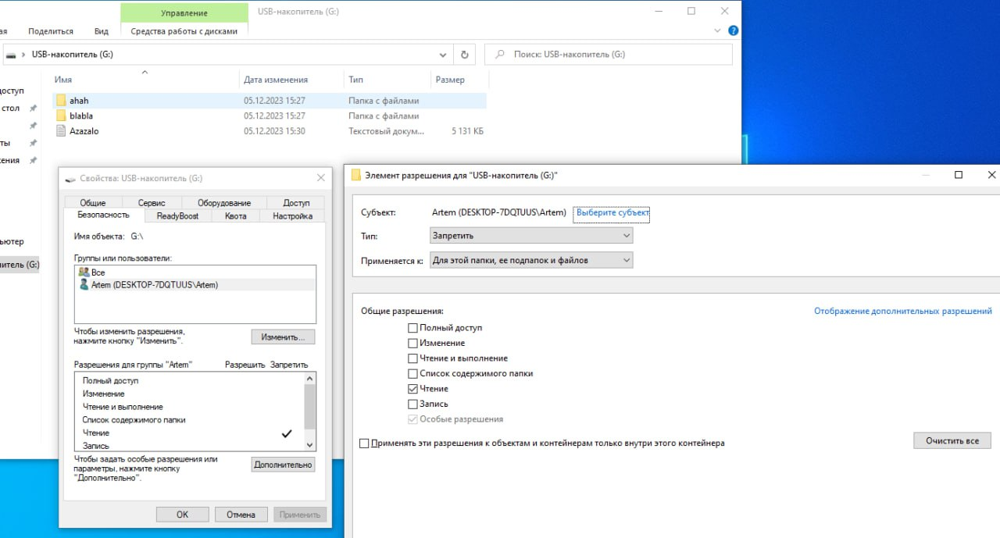 Управление
USB-накопитель (G:)
ая Поделиться Вид Средства работы с дисками
USB-накопитель (G:)
Поиск: USB-накопитель (G:)
Имя Дата изменения Тип Размер
ahah 05.12.2023 15:27 Папка с файлами
blabla 05.12.2023 15:27 Папка с файлами
Azazalo 05.12.2023 15:30 Текстовый докум... 5 131 КБ
доступ
стол
ты
жения
ьютер
питель (G:)
Свойства: USB-накопитель (G:)
Общие Сервис Оборудование Доступ
Безопасность ReadyBoost Квота Настройка
Имя объекта: G:\
Группы или пользователи:
Все
Artem (DESKTOP-7DQTUUS\Artem)
Чтобы изменить разрешения,
нажмите кнопку "Изменить".
Изменить...
Разрешения для группы "Artem" Разрешить Запретить
Полный доступ
Изменение
Чтение и выполнение
Список содержимого папки
Чтение
Запись
Чтобы задать особые разрешения или
параметры, нажмите кнопку
"Дополнительно".
Дополнительно
ОК Отмена Применить
Элемент разрешения для "USB-накопитель (G:)"
Субъект: Artem (DESKTOP-7DQTUUS\Artem) Выберите субъект
Тип: Запретить
Применяется к: Для этой папки, ее подпапок и файлов
Общие разрешения:
Отображение дополнительных разрешений
Полный доступ
Изменение
Чтение и выполнение
Список содержимого папки
Чтение
Запись
Особые разрешения
Применять эти разрешения к объектам и контейнерам только внутри этого контейнера
Очистить все